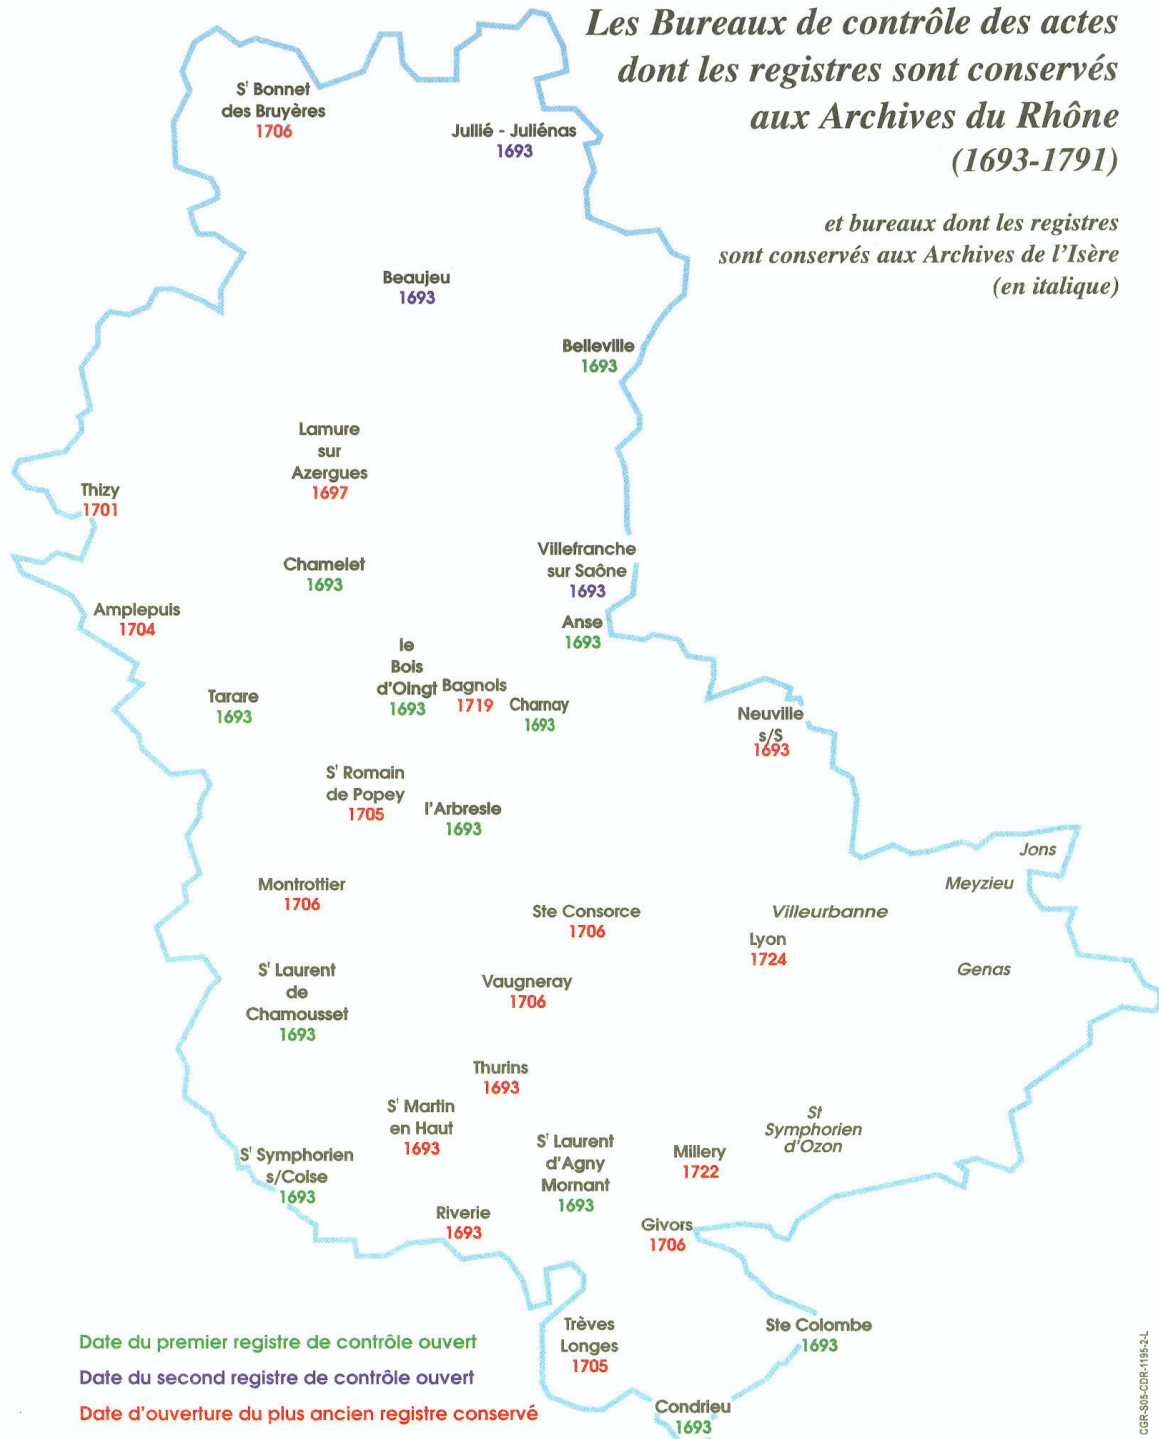 Les Bureaux de contrôle des actes
dont les registres sont conservés
aux Archives du Rhône
(1693-1791)
et bureaux dont les registres
sont conservés aux Archives de l'Isère
(en italique)
St Bonnet
des Bruyères
1706
Jullié - Juliénas
1693
Beaujeu
1693
Belleville
1693
Lamure
sur
Azergues
1697
Thizy
1701
Chamelet
1693
Villefranche
sur Saône
1693
Amplepuis
1704
Anse
1693
le
Bois
d'Oingt
1693
Bagnols
1719
Charnay
1693
Tarare
1693
Neuville
s/S
1693
St Romain
de Popey
1705
l'Arbresle
1693
Jons
Meyzieu
Montrottier
1706
Ste Consorce
1706
Villeurbanne
Lyon
1724
Genas
St Laurent
de
Chamousset
1693
Vaugneray
1706
Thurins
1693
St Martin
en Haut
1693
St
Symphorien
d'Ozon
St Symphorien
s/Coise
1693
St Laurent
d'Agny
Mornant
1693
Millery
1722
Riverie
1693
Givors
1706
Trèves
Longes
1705
Ste Colombe
1693
Condrieu
1693
Date du premier registre de contrôle ouvert
Date du second registre de contrôle ouvert
Date d'ouverture du plus ancien registre conservé
CGR-S05-CDR-1195-2-L